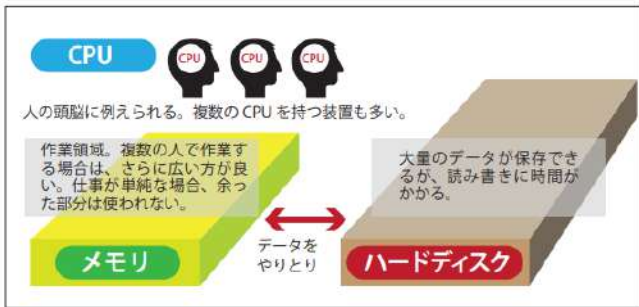 CPU
CPU CPU CPU
人の頭脳に例えられる。複数の CPU を持つ装置も多い。
作業領域。複数の人で作業す
る場合は、さらに広い方が良
い。仕事が単純な場合、余っ
た部分は使われない。
大量のデータが保存でき
るが、読み書きに時間が
かかる。
メモリ
データを
やりとり
ハードディスク